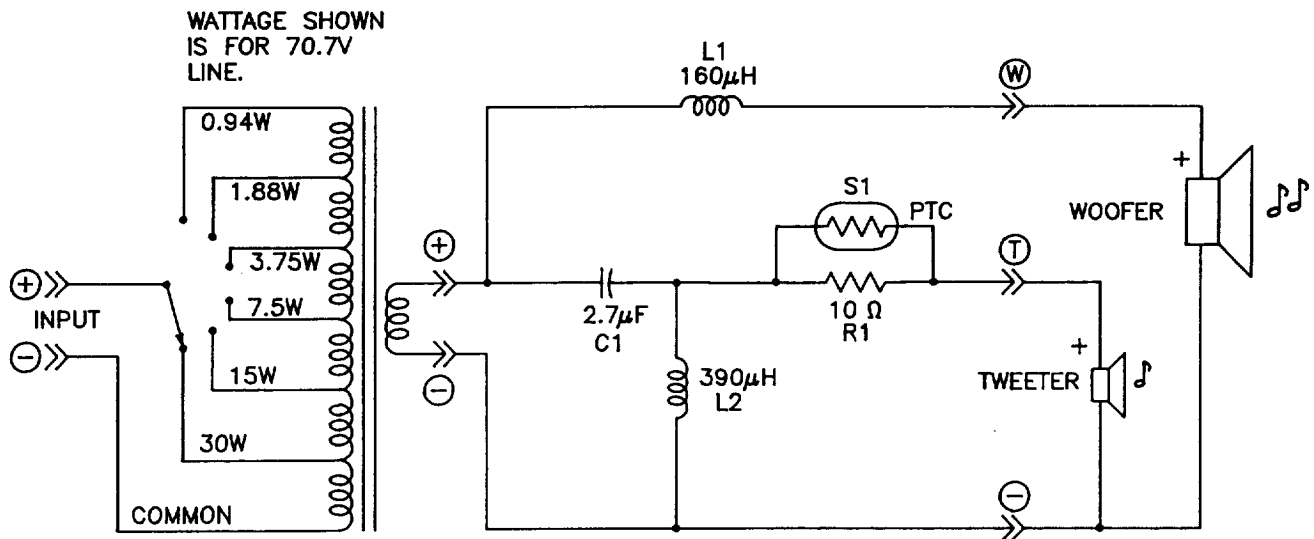 WATTAGE SHOWN
IS FOR 70.7V
LINE.
0.94W
1.88W
3.75W
7.5W
15W
30W
COMMON
+
INPUT
−
+
−
L1
160μH
W
S1
PTC
2.7μF
C1
10 Ω
R1
T
390μH
L2
−
+
WOOFER
+
TWEETER